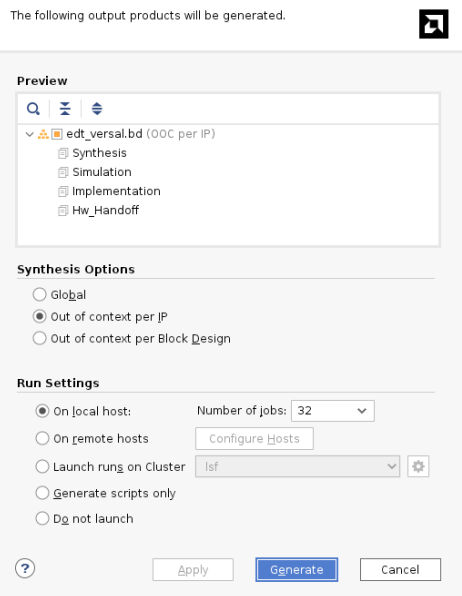 The following output products will be generated.
Preview
edt_versal.bd (OOC per IP)
Synthesis
Simulation
Implementation
Hw_Handoff
Synthesis Options
Global
Out of context per IP
Out of context per Block Design
Run Settings
On local host: Number of jobs: 32
On remote hosts Configure Hosts
Launch runs on Cluster lsf
Generate scripts only
Do not launch
? Apply Generate Cancel